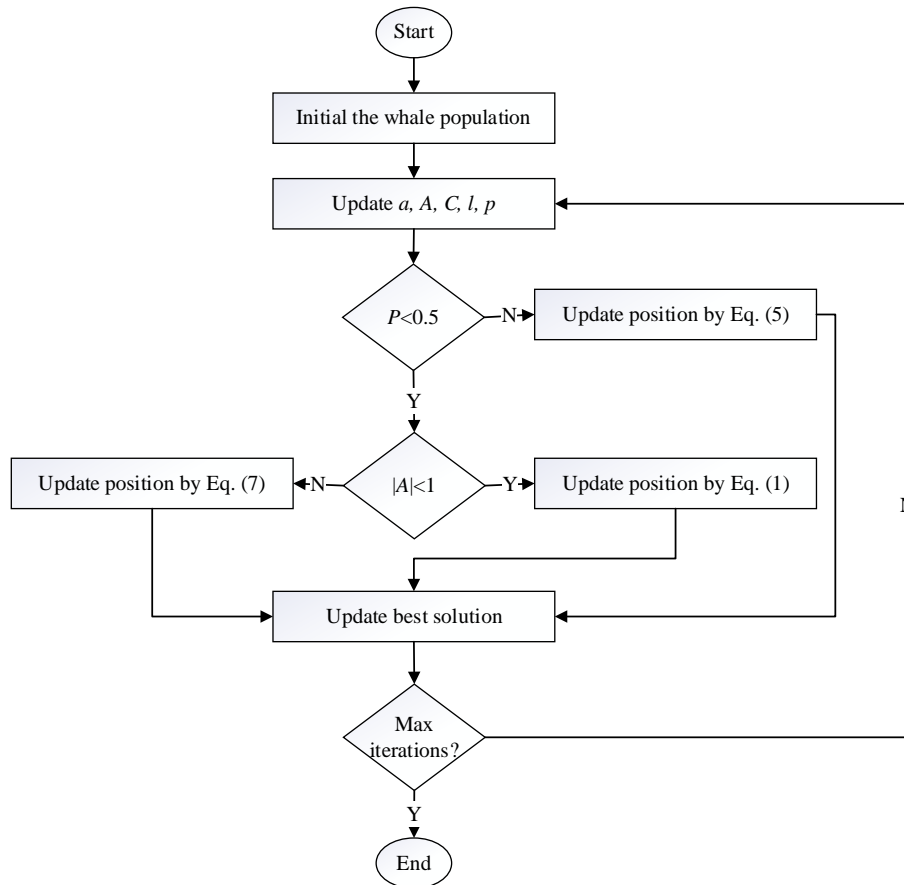 Start
Initial the whale population
Update a, A, C, l, p
P<0.5
N
Update position by Eq. (5)
Y
Update position by Eq. (7)
N
|A|<1
Y
Update position by Eq. (1)
Update best solution
Max
iterations?
Y
End